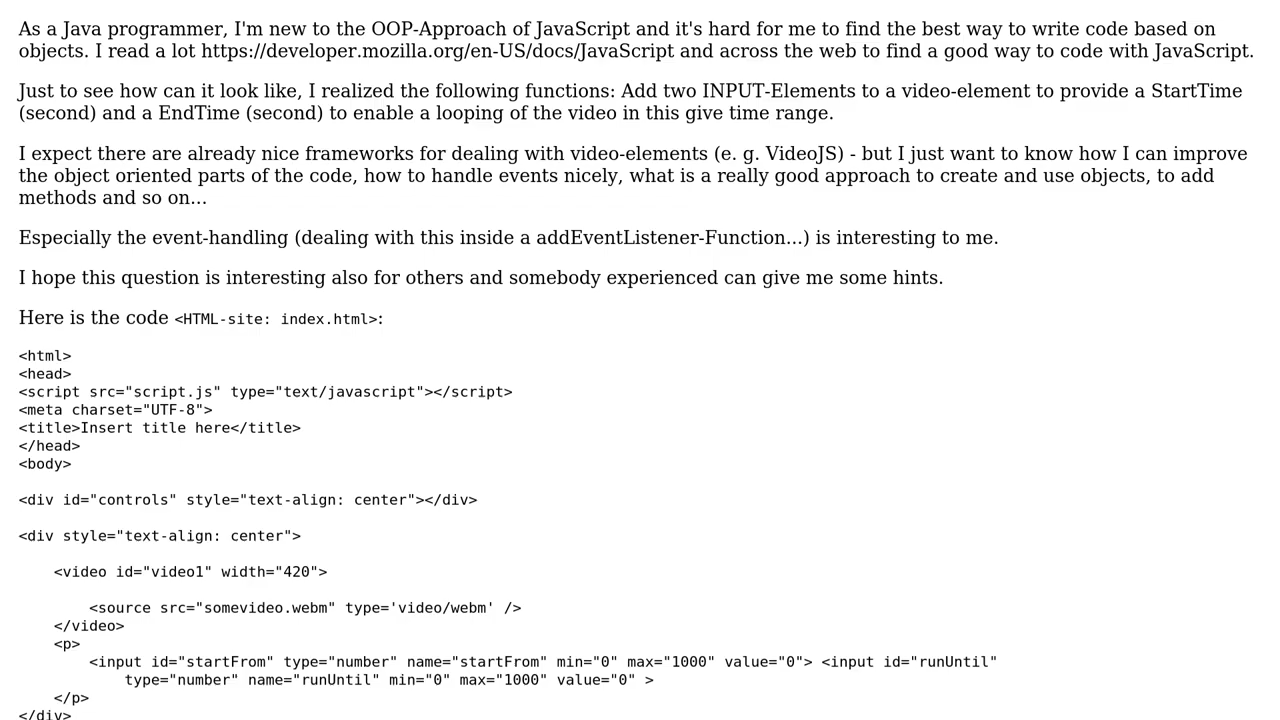 As a Java programmer, I'm new to the OOP-Approach of JavaScript and it's hard for me to find the best way to write code based on
objects. I read a lot https://developer.mozilla.org/en-US/docs/JavaScript and across the web to find a good way to code with JavaScript.
Just to see how can it look like, I realized the following functions: Add two INPUT-Elements to a video-element to provide a StartTime
(second) and a EndTime (second) to enable a looping of the video in this give time range.
I expect there are already nice frameworks for dealing with video-elements (e. g. VideoJS) - but I just want to know how I can improve
the object oriented parts of the code, how to handle events nicely, what is a really good approach to create and use objects, to add
methods and so on...
Especially the event-handling (dealing with this inside a addEventListener-Function...) is interesting to me.
I hope this question is interesting also for others and somebody experienced can give me some hints.
Here is the code <HTML-site: index.html>:
<html>
<head>
<script src="script.js" type="text/javascript"></script>
<meta charset="UTF-8">
<title>Insert title here</title>
</head>
<body>
<div id="controls" style="text-align: center"></div>
<div style="text-align: center">
<video id="video1" width="420">
<source src="somevideo.webm" type='video/webm' />
</video>
<p>
<input id="startFrom" type="number" name="startFrom" min="0" max="1000" value="0"> <input id="runUntil"
type="number" name="runUntil" min="0" max="1000" value="0" >
</p>
</div>